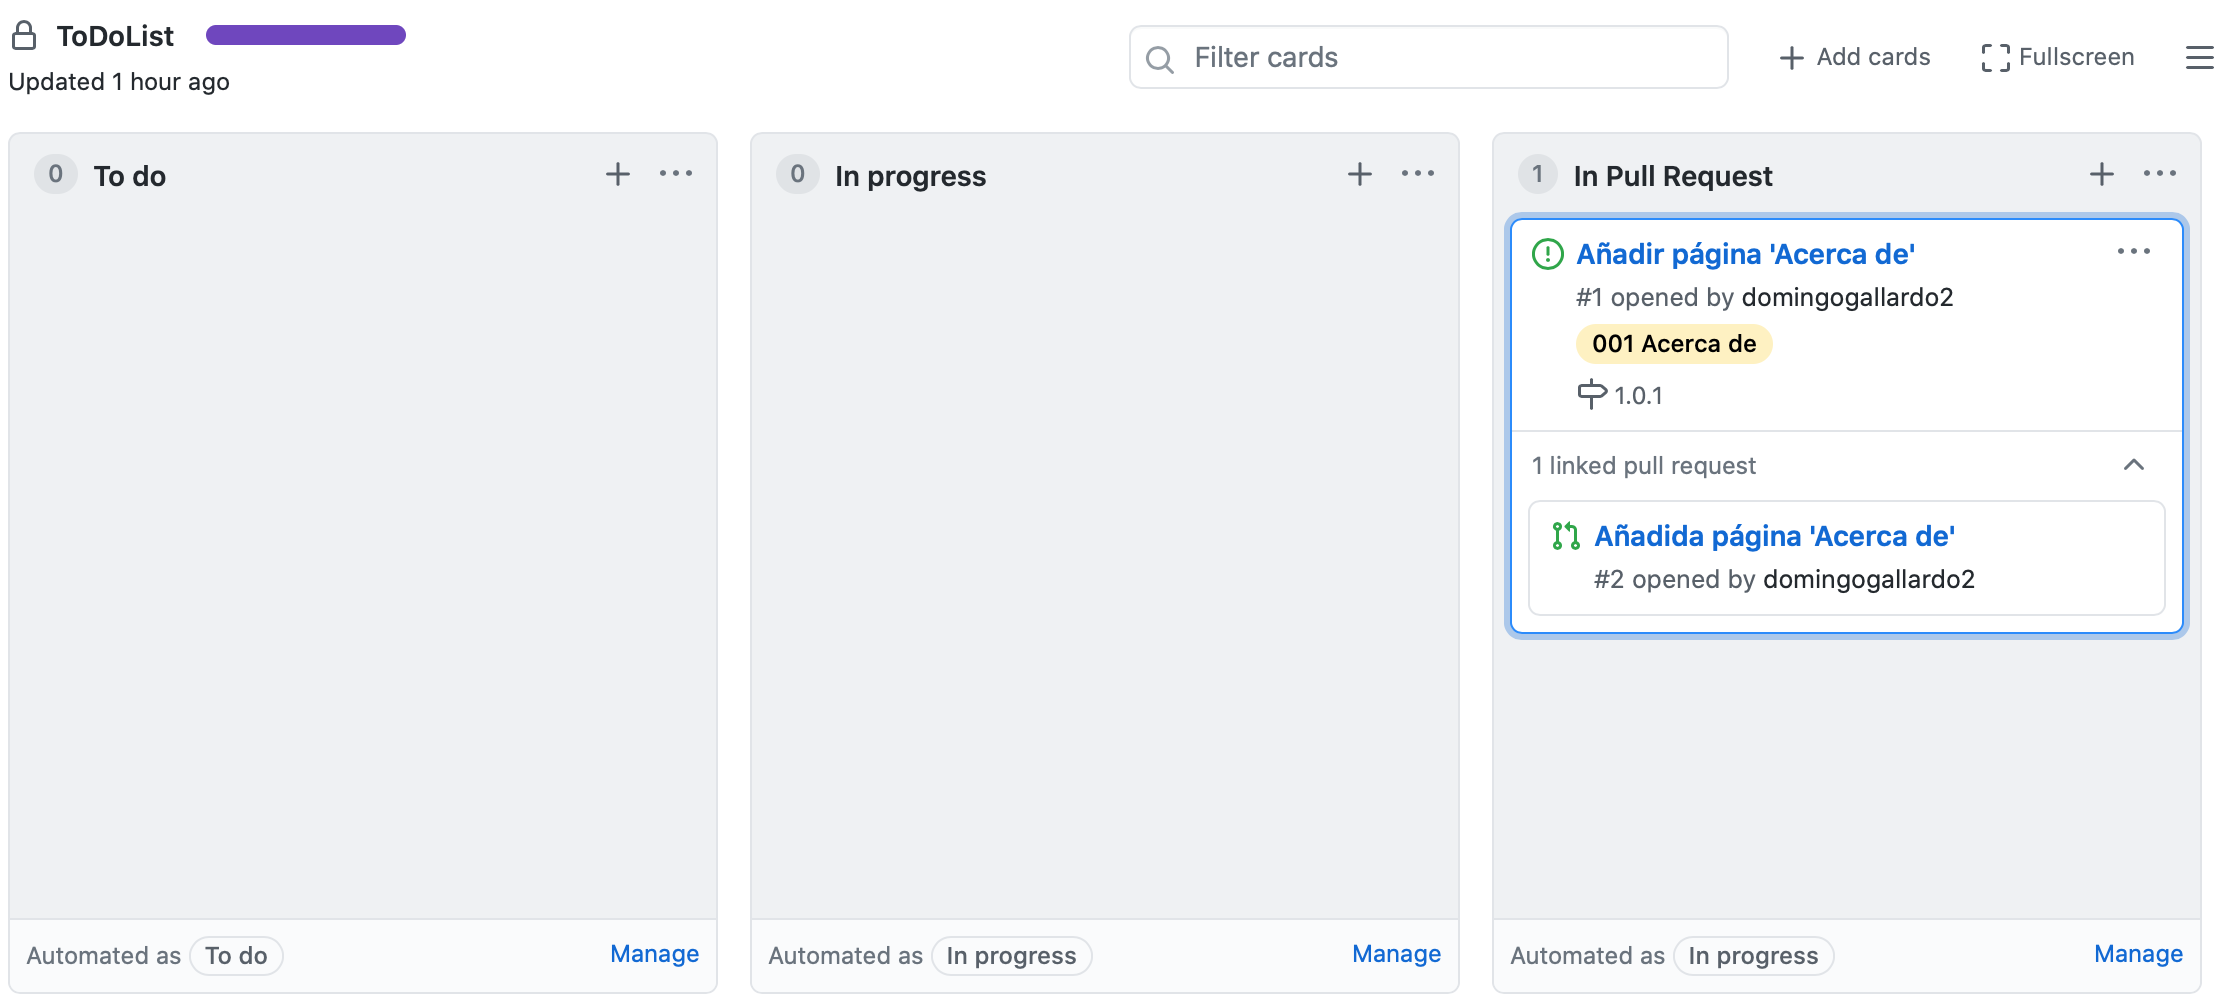 ToDoList
Updated 1 hour ago
Filter cards
Add cards
Fullscreen
0 To do
Automated as To do
Manage
0 In progress
Automated as In progress
Manage
1 In Pull Request
Añadir página 'Acerca de'
#1 opened by domingogallardo2
001 Acerca de
1.0.1
1 linked pull request
Añadida página 'Acerca de'
#2 opened by domingogallardo2
Automated as In progress
Manage